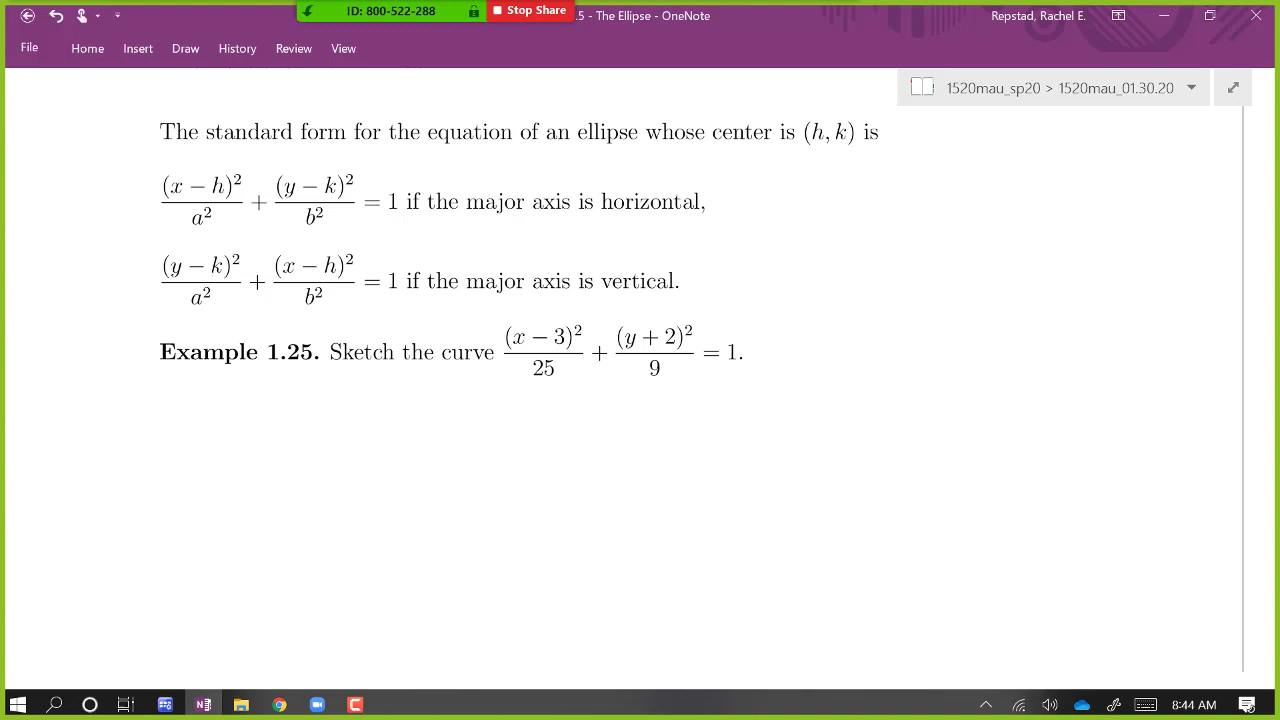 ID: 800-522-288 Stop Share .5 - The Ellipse - OneNote Repstad, Rachel E.
File Home Insert Draw History Review View
1520mau_sp20 > 1520mau_01.30.20
The standard form for the equation of an ellipse whose center is (h, k) is
(x − h)²/a² + (y − k)²/b² = 1 if the major axis is horizontal,
(y − k)²/a² + (x − h)²/b² = 1 if the major axis is vertical.
Example 1.25. Sketch the curve (x − 3)²/25 + (y + 2)²/9 = 1.
8:44 AM